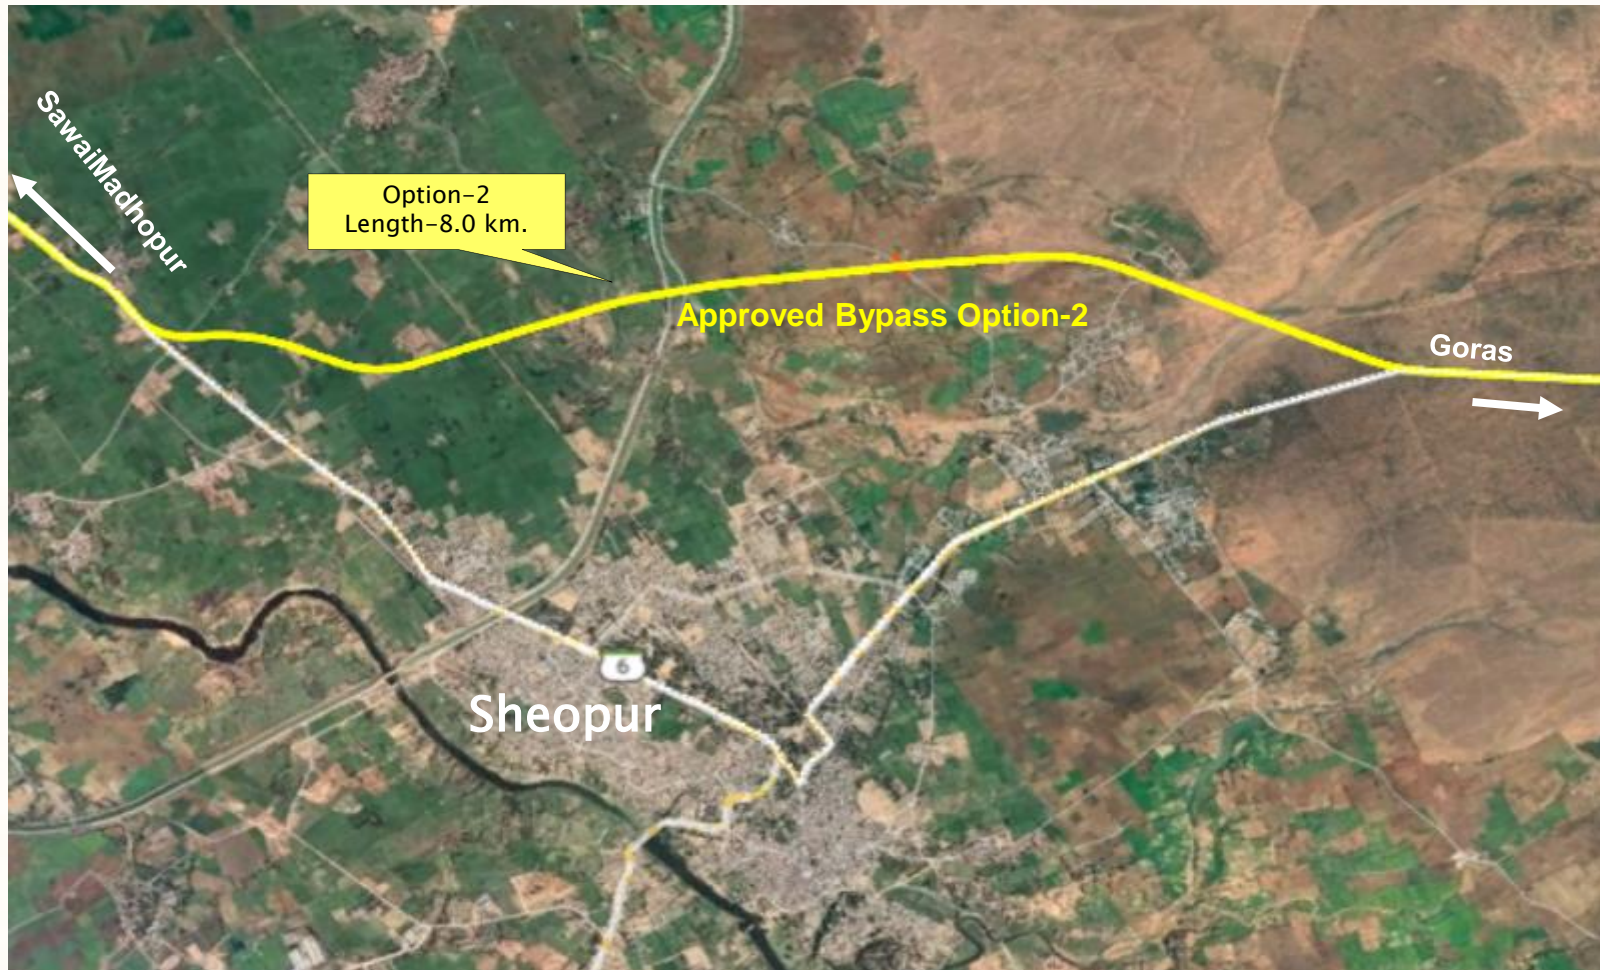 SawaiMadhopur
Option-2
Length-8.0 km.
Approved Bypass Option-2
Goras
6
Sheopur